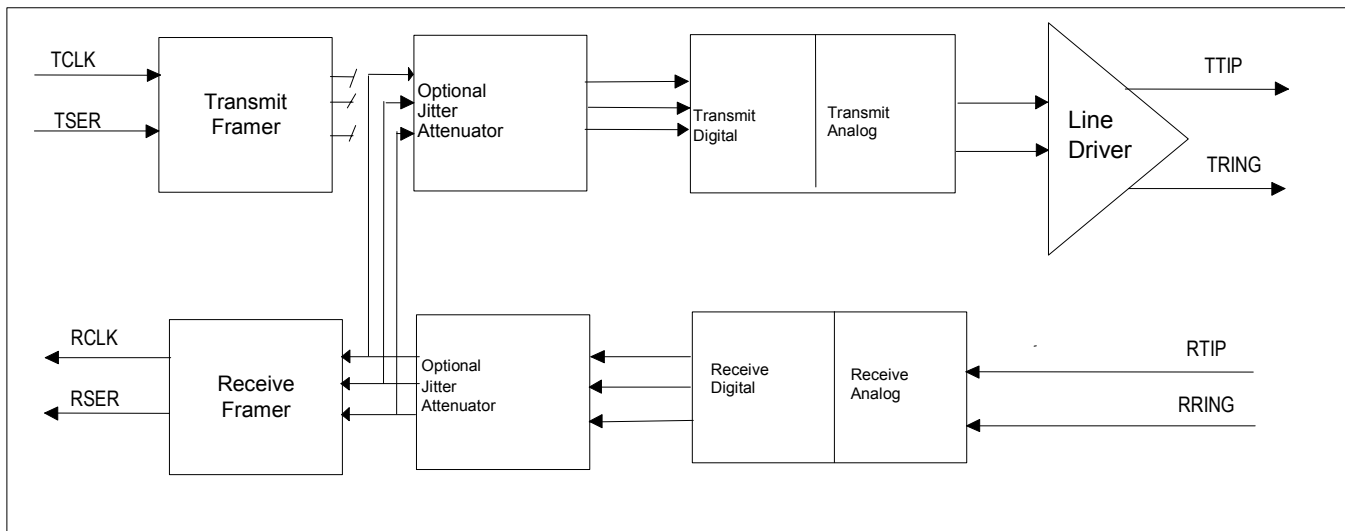 TCLK
TSER
Transmit
Framer
Optional
Jitter
Attenuator
Transmit
Digital
Transmit
Analog
Line
Driver
TTIP
TRING
RCLK
RSER
Receive
Framer
Optional
Jitter
Attenuator
Receive
Digital
Receive
Analog
RTIP
RRING